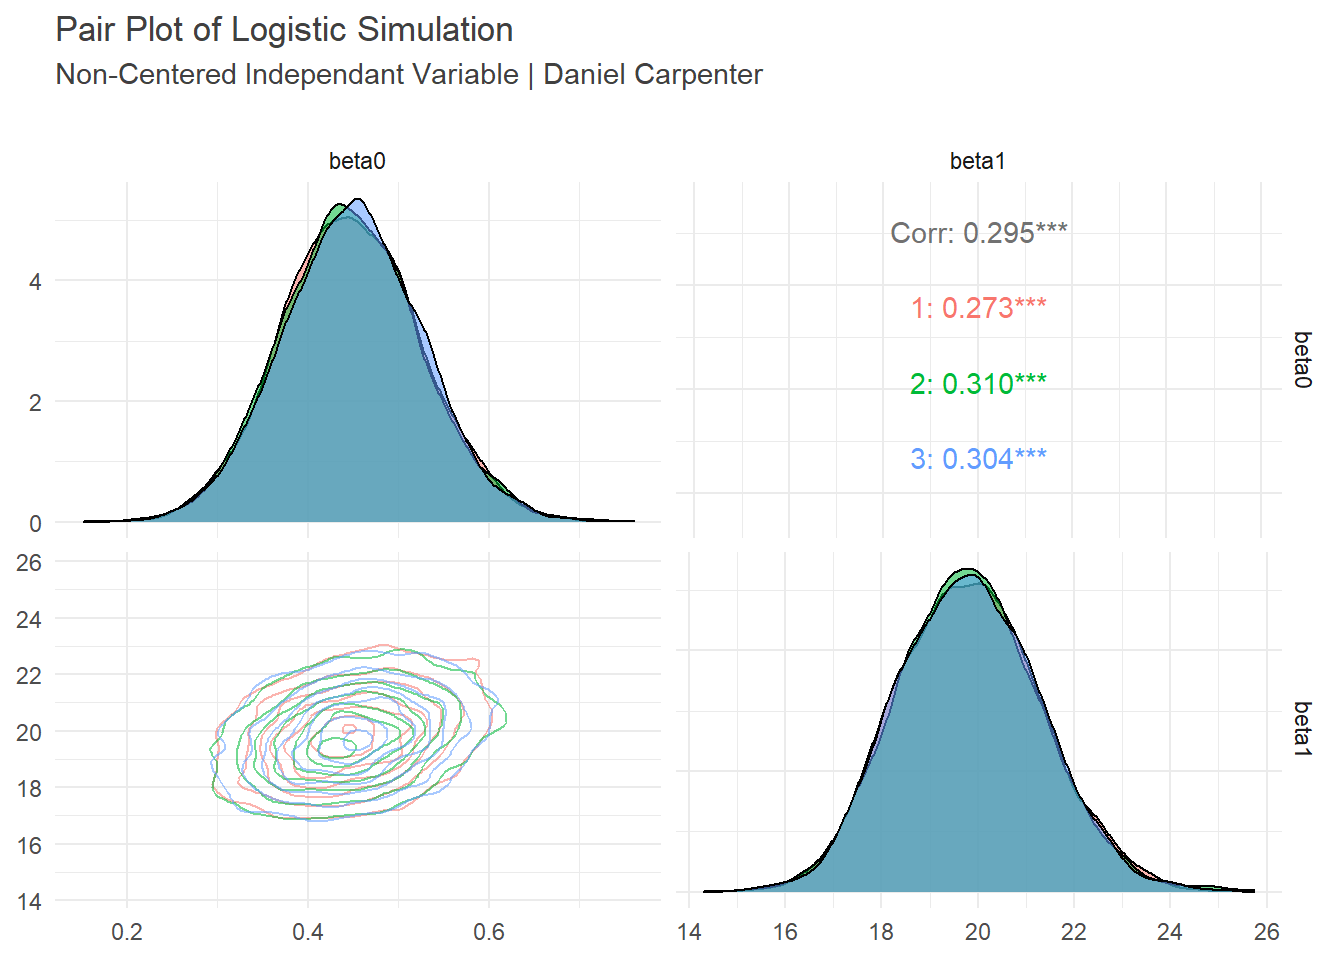 Pair Plot of Logistic Simulation
Non-Centered Independant Variable | Daniel Carpenter
beta0
beta1
4
2
0
Corr: 0.295***
1: 0.273***
2: 0.310***
3: 0.304***
beta0
26
24
22
20
18
16
14
beta1
0.2 0.4 0.6
14 16 18 20 22 24 26